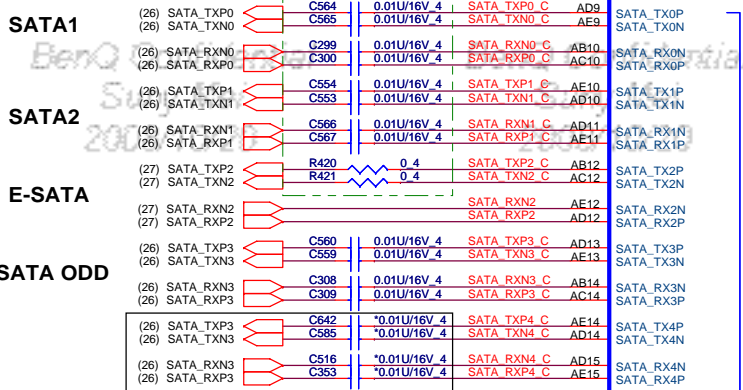 SATA1
(26) SATA_TXP0 C564 0.01U/16V_4 SATA_TXP0_C AD9 SATA_TX0P
(26) SATA_TXN0 C565 0.01U/16V_4 SATA_TXN0_C AE9 SATA_TX0N
(26) SATA_RXN0 C299 0.01U/16V_4 SATA_RXN0_C AB10 SATA_RX0N
(26) SATA_RXP0 C300 0.01U/16V_4 SATA_RXP0_C AC10 SATA_RX0P
SATA2
(26) SATA_TXP1 C554 0.01U/16V_4 SATA_TXP1_C AE10 SATA_TX1P
(26) SATA_TXN1 C553 0.01U/16V_4 SATA_TXN1_C AD10 SATA_TX1N
(26) SATA_RXN1 C566 0.01U/16V_4 SATA_RXN1_C AD11 SATA_RX1N
(26) SATA_RXP1 C567 0.01U/16V_4 SATA_RXP1_C AE11 SATA_RX1P
E-SATA
(27) SATA_TXP2 R420 0_4 SATA_TXP2_C AB12 SATA_TX2P
(27) SATA_TXN2 R421 0_4 SATA_TXN2_C AC12 SATA_TX2N
(27) SATA_RXN2 SATA_RXN2 AE12 SATA_RX2N
(27) SATA_RXP2 SATA_RXP2 AD12 SATA_RX2P
SATA ODD
(26) SATA_TXP3 C560 0.01U/16V_4 SATA_TXP3_C AD13 SATA_TX3P
(26) SATA_TXN3 C559 0.01U/16V_4 SATA_TXN3_C AE13 SATA_TX3N
(26) SATA_RXN3 C308 0.01U/16V_4 SATA_RXN3_C AB14 SATA_RX3N
(26) SATA_RXP3 C309 0.01U/16V_4 SATA_RXP3_C AC14 SATA_RX3P
(26) SATA_TXP3 C642 *0.01U/16V_4 SATA_TXP4_C AE14 SATA_TX4P
(26) SATA_TXN3 C585 *0.01U/16V_4 SATA_TXN4_C AD14 SATA_TX4N
(26) SATA_RXN3 C516 *0.01U/16V_4 SATA_RXN4_C AD15 SATA_RX4N
(26) SATA_RXP3 C353 *0.01U/16V_4 SATA_RXP4_C AE15 SATA_RX4P
BenQ